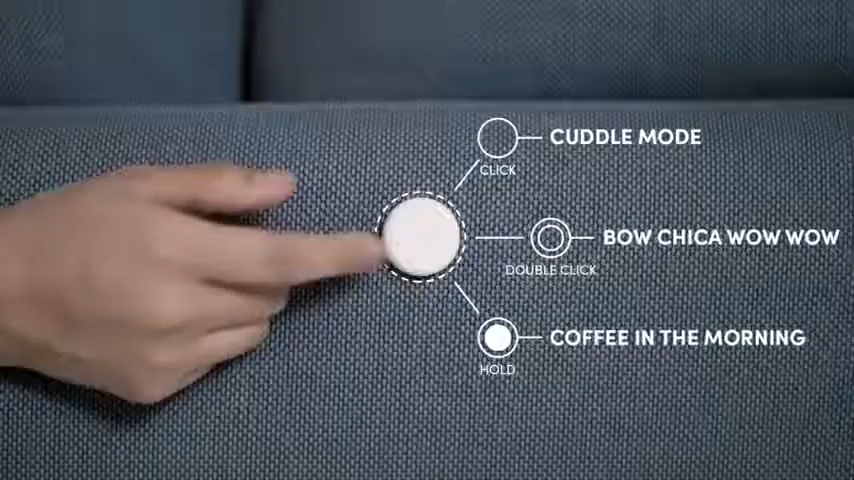 CUDDLE MODE
CLICK
BOW CHICA WOW WOW
DOUBLE CLICK
COFFEE IN THE MORNING
HOLD